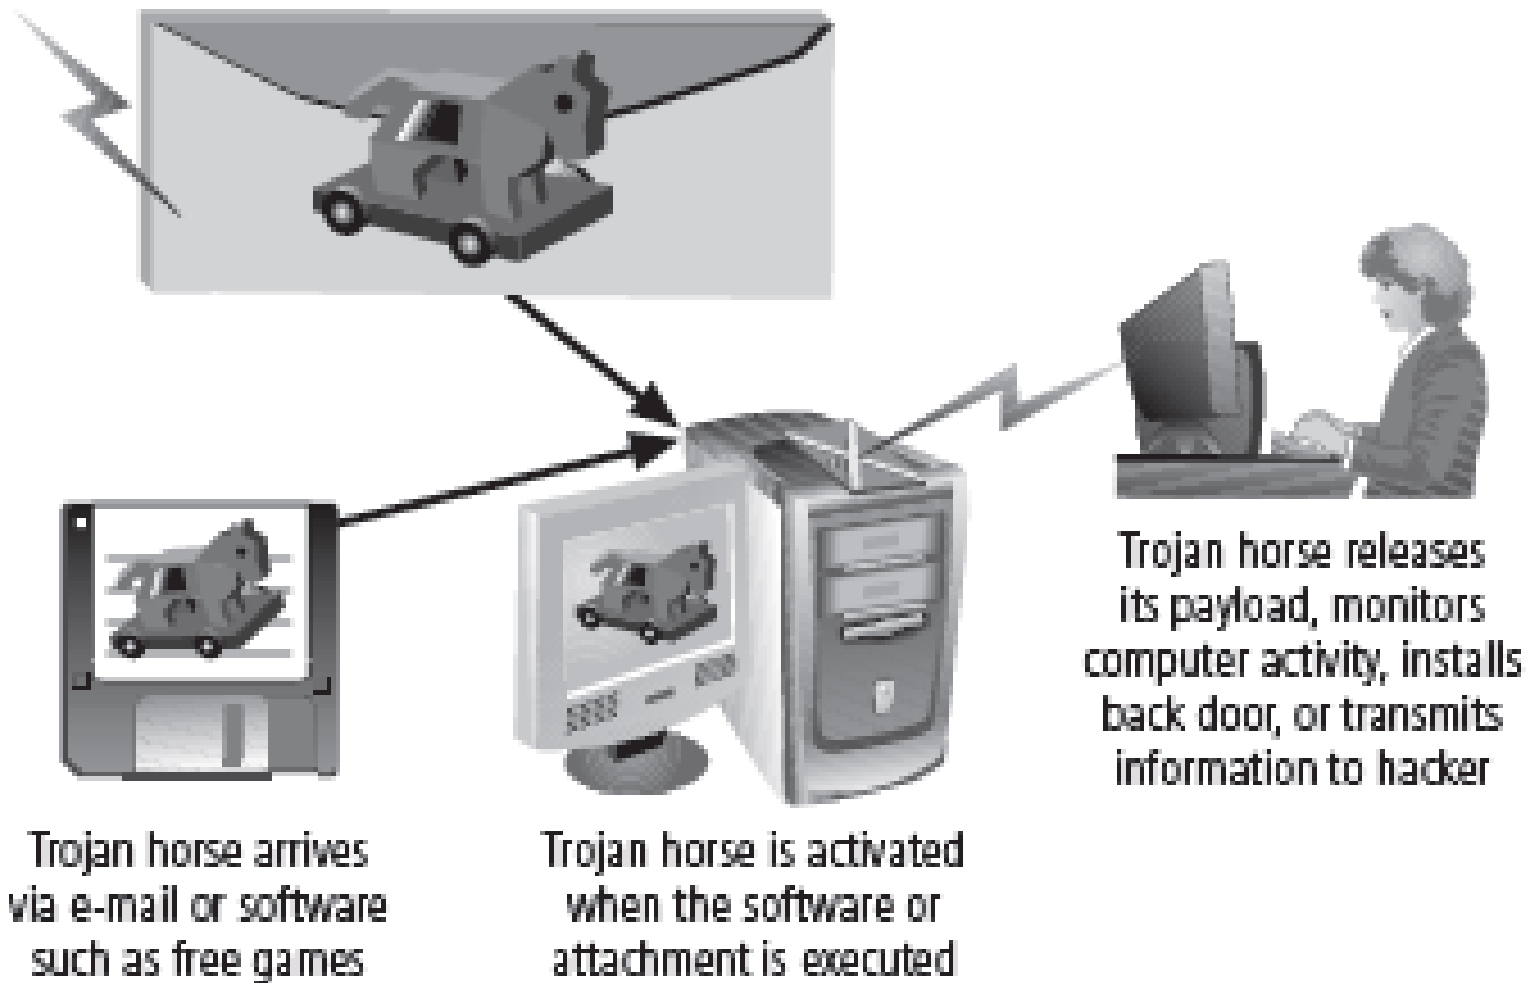 Trojan horse releases
its payload, monitors
computer activity, installs
back door, or transmits
information to hacker
Trojan horse arrives
via e-mail or software
such as free games
Trojan horse is activated
when the software or
attachment is executed